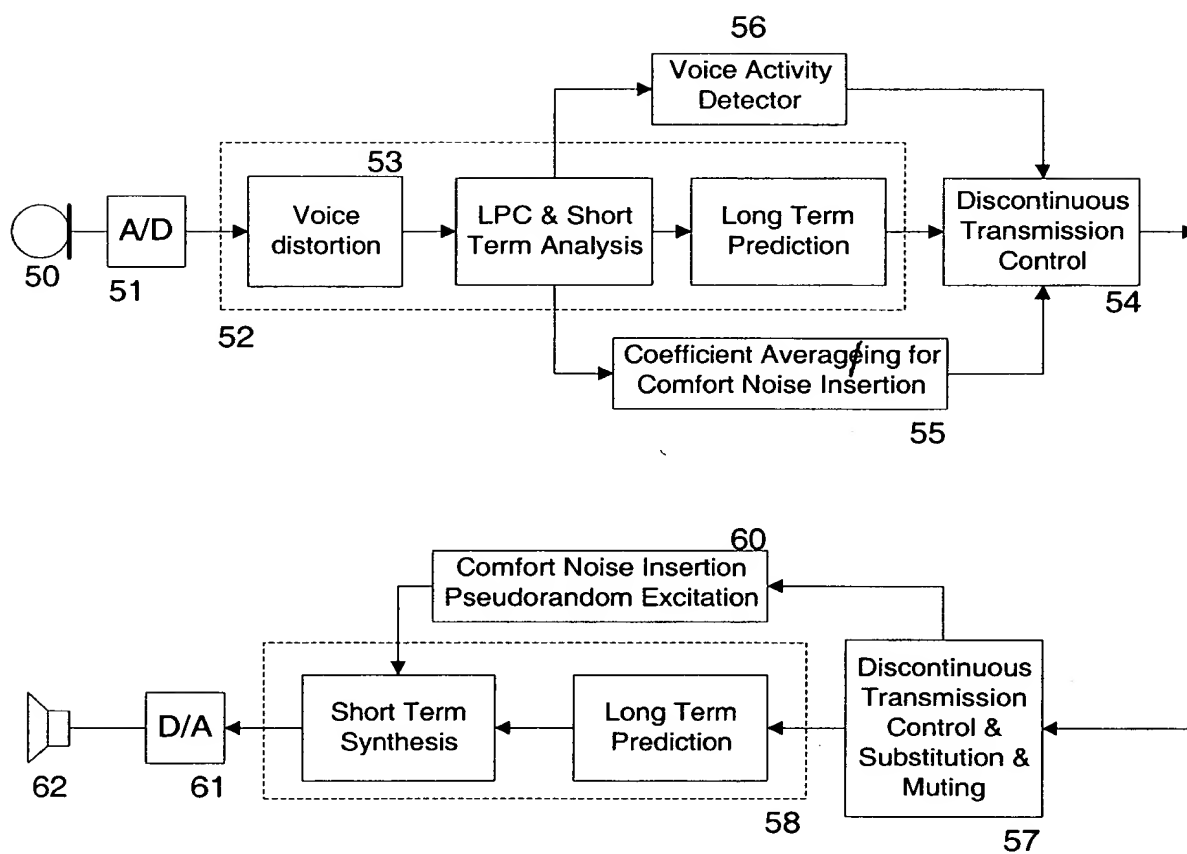 56
Voice Activity
Detector
53
Voice
distortion
LPC & Short
Term Analysis
Long Term
Prediction
Discontinuous
Transmission
Control
A/D
50
51
52
54
Coefficient Averageing for
Comfort Noise Insertion
55
60
Comfort Noise Insertion
Pseudorandom Excitation
Discontinuous
Transmission
Control &
Substitution &
Muting
Short Term
Synthesis
Long Term
Prediction
D/A
62
61
58
57